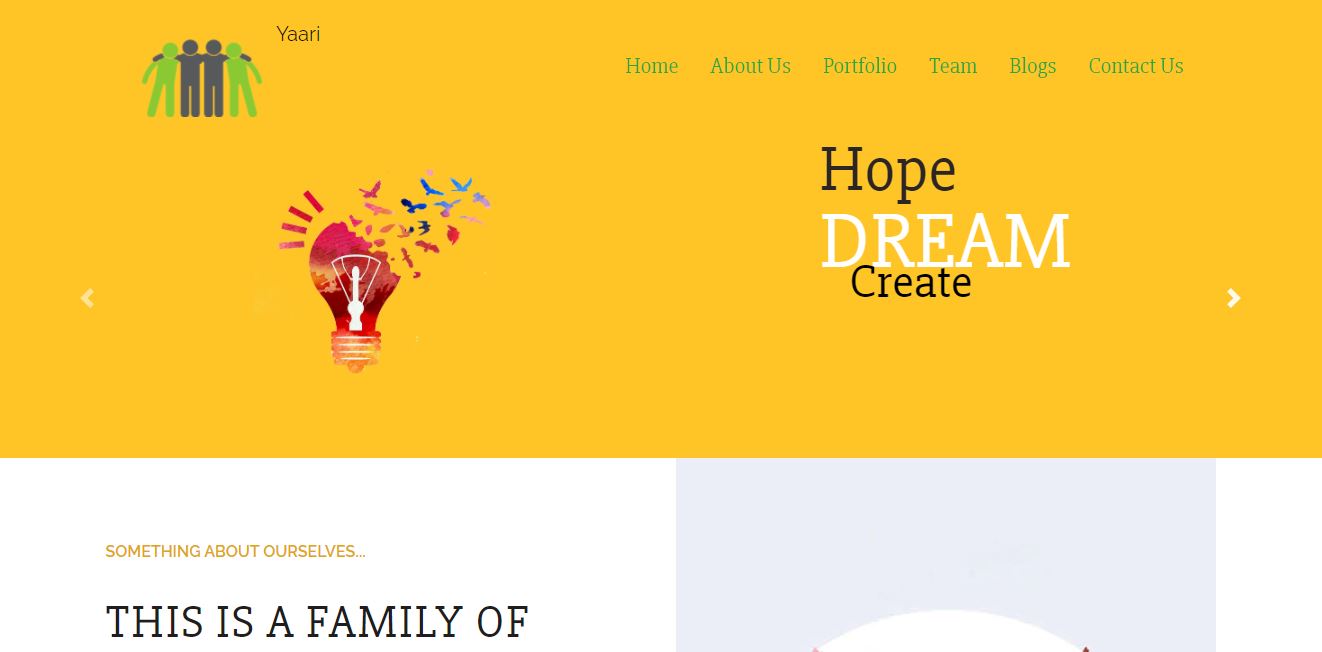 Yaari
Home About Us Portfolio Team Blogs Contact Us
Hope
DREAM
Create
SOMETHING ABOUT OURSELVES...
THIS IS A FAMILY OF